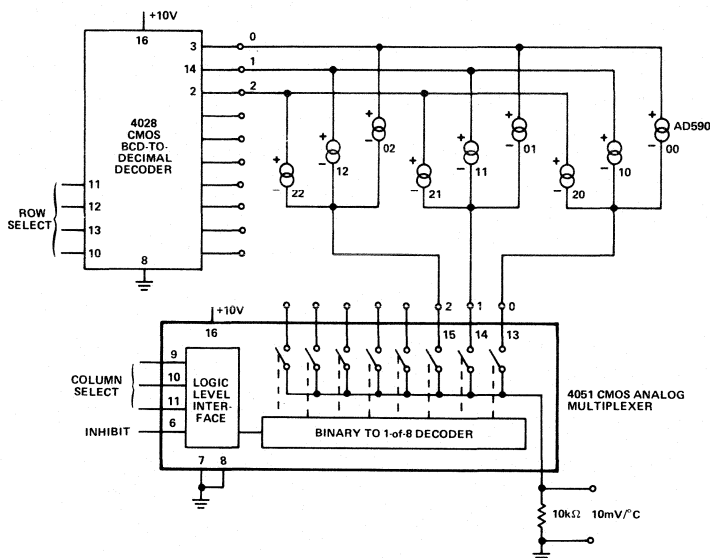 +10V
16
3
0
14
1
2
2
4028
CMOS
BCD-TO-
DECIMAL
DECODER
11
12
13
10
ROW
SELECT
8
+
−
22
+
−
12
+
−
02
+
−
21
+
−
11
+
−
01
+
−
20
+
−
10
+
−
00
AD590
+10V
16
2
1
0
15
14
13
9
10
11
6
COLUMN
SELECT
INHIBIT
LOGIC
LEVEL
INTER-
FACE
BINARY TO 1-of-8 DECODER
4051 CMOS ANALOG
MULTIPLEXER
7
8
10kΩ
10mV/°C